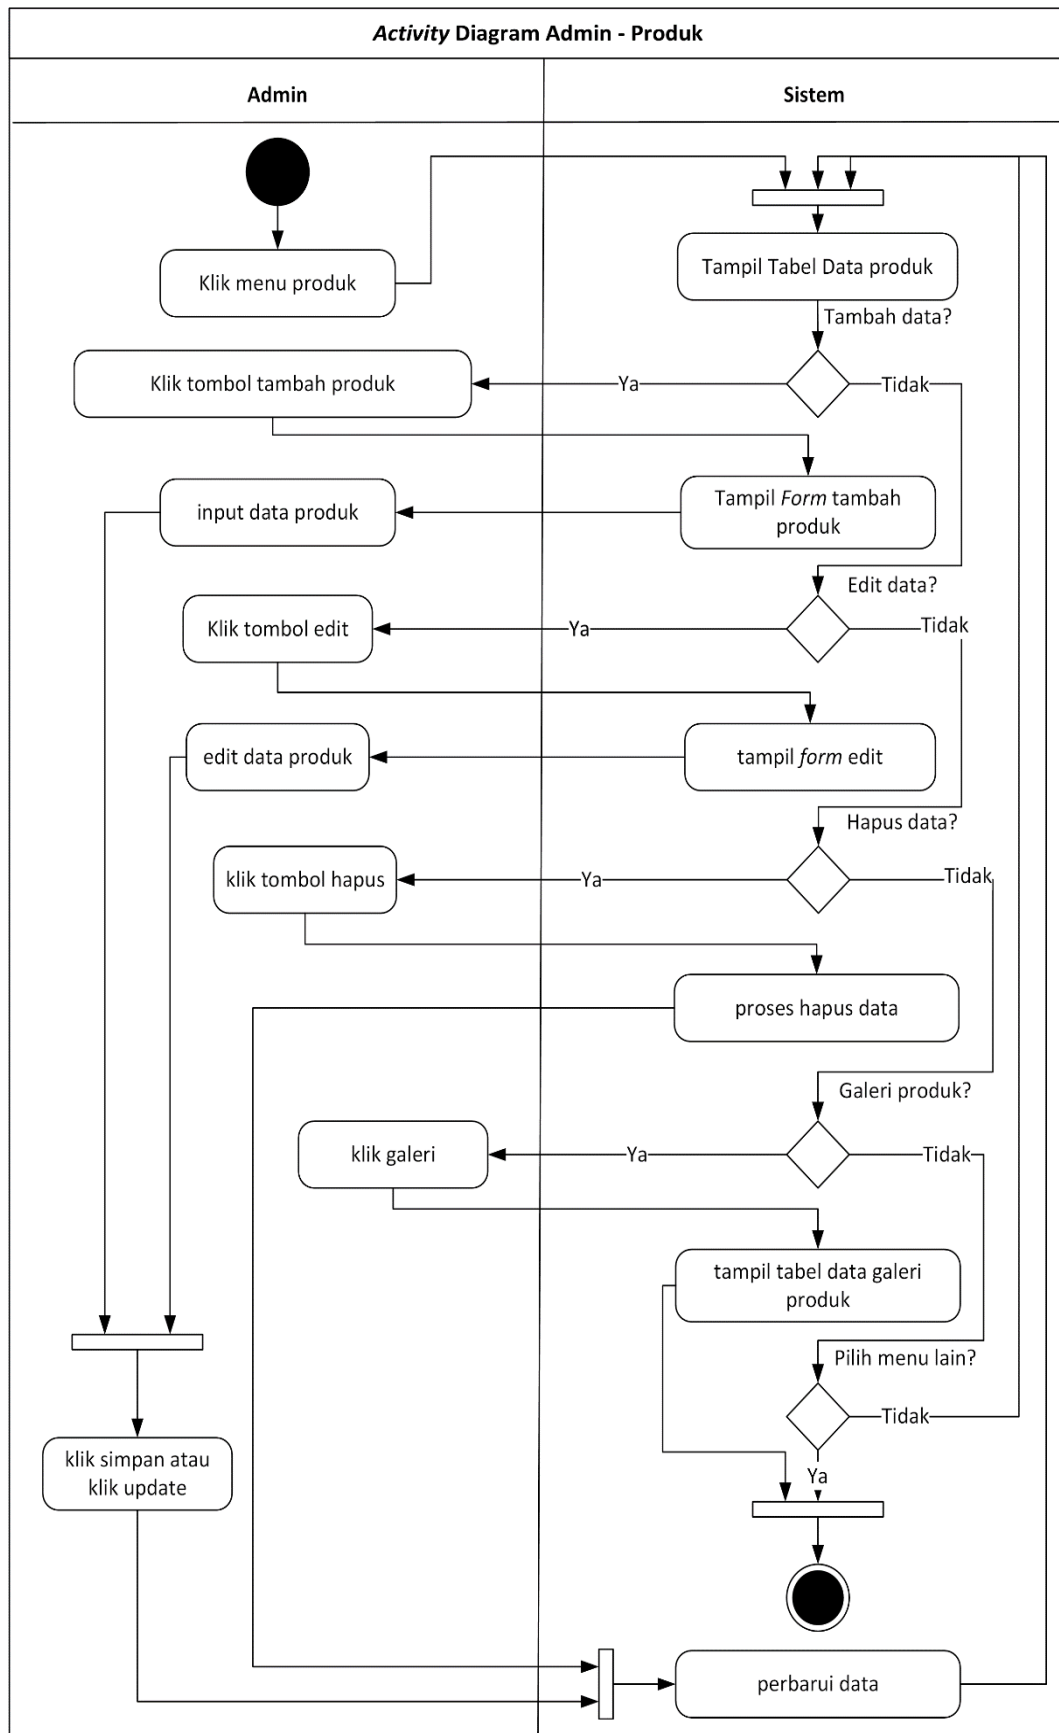 Activity Diagram Admin - Produk
Admin
Sistem
Klik menu produk
Tampil Tabel Data produk
Tambah data?
Klik tombol tambah produk
Ya
Tidak
input data produk
Tampil Form tambah
produk
Edit data?
Klik tombol edit
Ya
Tidak
edit data produk
tampil form edit
Hapus data?
klik tombol hapus
Ya
Tidak
proses hapus data
Galeri produk?
klik galeri
Ya
Tidak
tampil tabel data galeri
produk
Pilih menu lain?
Tidak
klik simpan atau
klik update
Ya
perbarui data